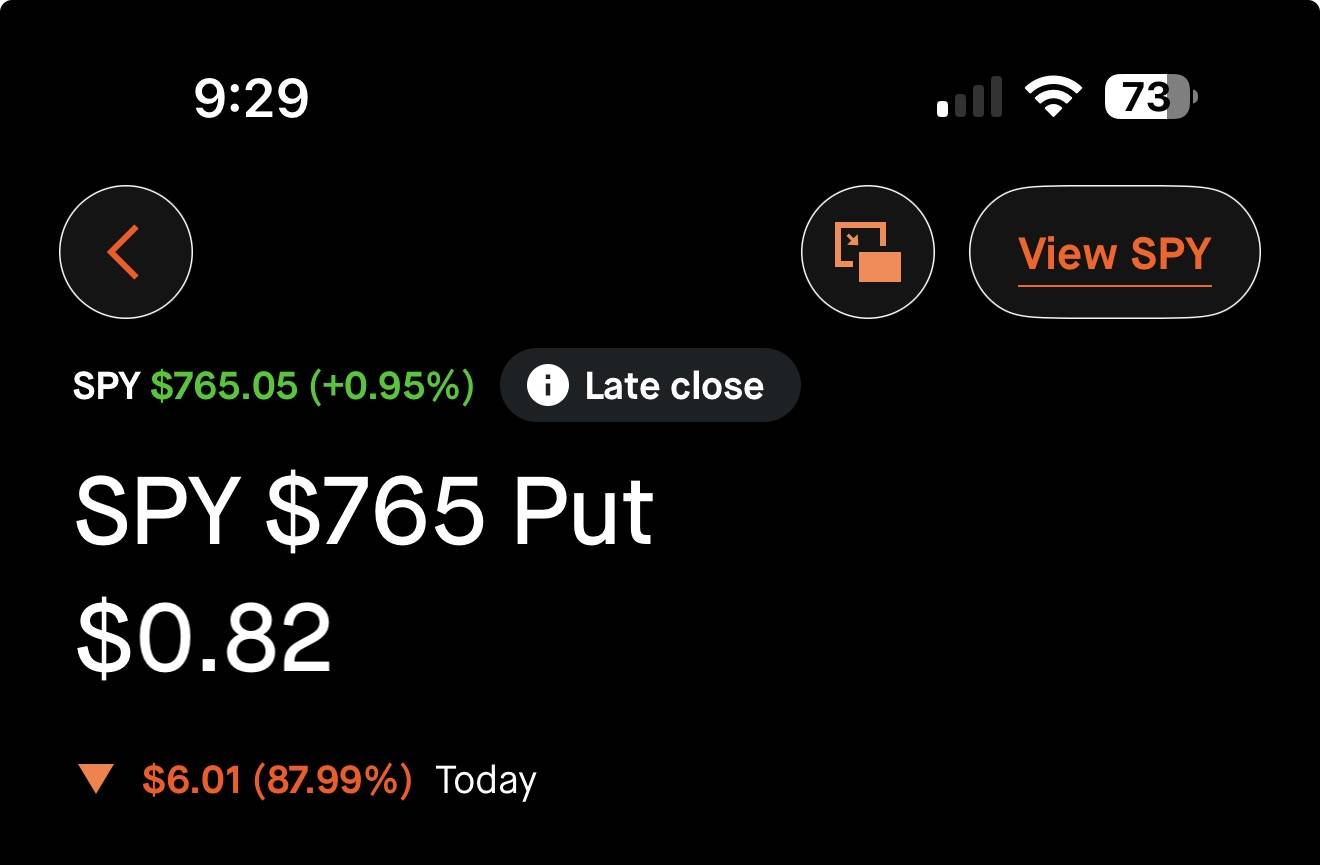 9:29
73
View SPY
SPY $765.05 (+0.95%) Late close
SPY $765 Put
$0.82
$6.01 (87.99%) Today